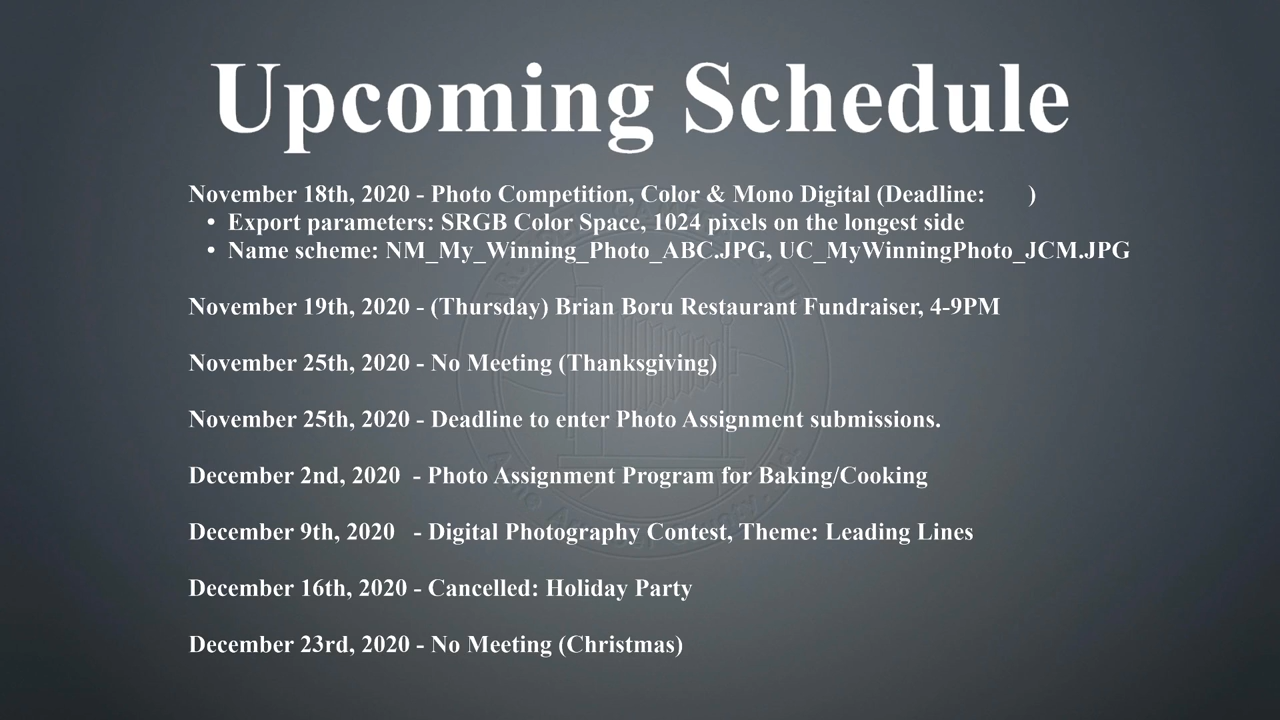 Upcoming Schedule
November 18th, 2020 - Photo Competition, Color & Mono Digital (Deadline: )
• Export parameters: SRGB Color Space, 1024 pixels on the longest side
• Name scheme: NM_My_Winning_Photo_ABC.JPG, UC_MyWinningPhoto_JCM.JPG
November 19th, 2020 - (Thursday) Brian Boru Restaurant Fundraiser, 4-9PM
November 25th, 2020 - No Meeting (Thanksgiving)
November 25th, 2020 - Deadline to enter Photo Assignment submissions.
December 2nd, 2020 - Photo Assignment Program for Baking/Cooking
December 9th, 2020 - Digital Photography Contest, Theme: Leading Lines
December 16th, 2020 - Cancelled: Holiday Party
December 23rd, 2020 - No Meeting (Christmas)